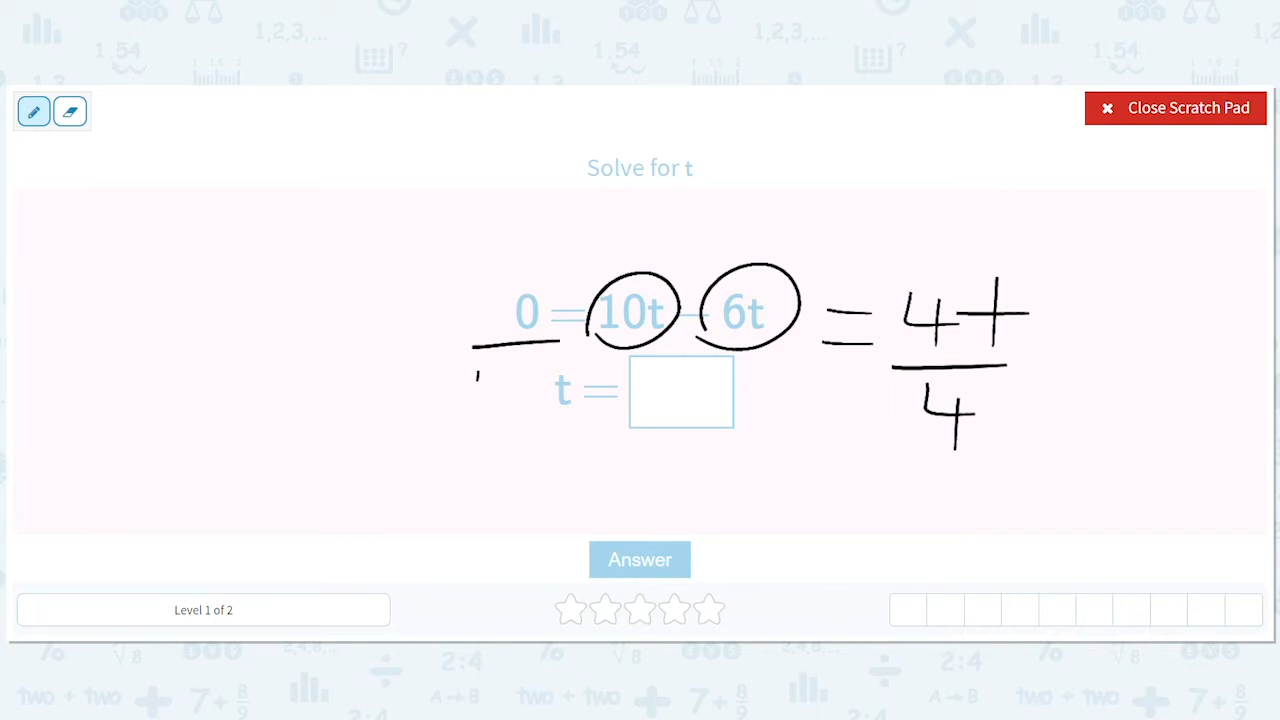 Close Scratch Pad
Solve for t
0 = 10t - 6t = 4t
4
t =
Answer
Level 1 of 2